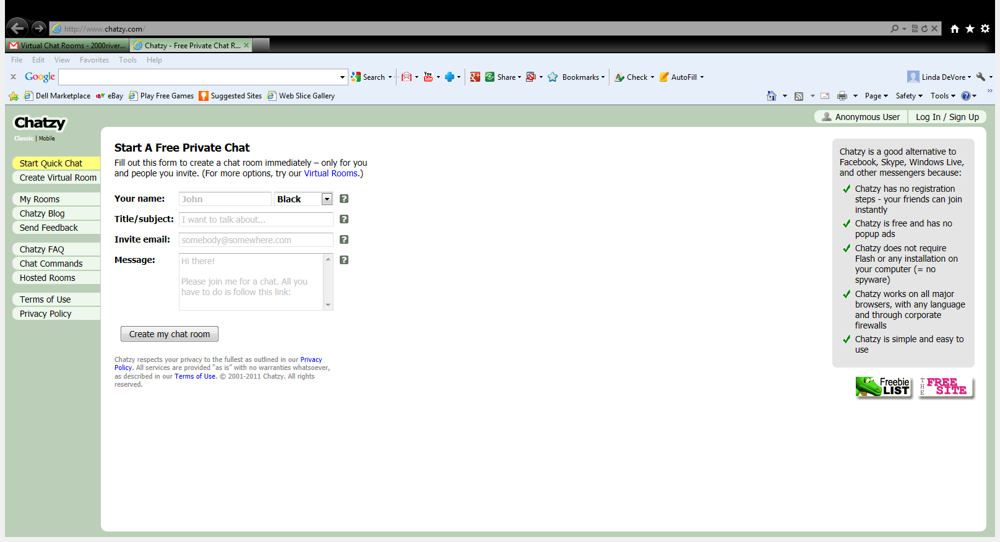 http://www.chatzy.com/
Virtual Chat Rooms - 2000river...
Chatzy - Free Private Chat R...
File Edit View Favorites Tools Help
x Google Search Share Bookmarks Check AutoFill Linda DeVore
Dell Marketplace eBay Play Free Games Suggested Sites Web Slice Gallery Page Safety Tools
Chatzy
Classic | Mobile
Anonymous User Log In / Sign Up
Start Quick Chat
Create Virtual Room
My Rooms
Chatzy Blog
Send Feedback
Chatzy FAQ
Chat Commands
Hosted Rooms
Terms of Use
Privacy Policy
Start A Free Private Chat
Fill out this form to create a chat room immediately – only for you
and people you invite. (For more options, try our Virtual Rooms.)
Your name: John Black ?
Title/subject: I want to talk about... ?
Invite email: somebody@somewhere.com ?
Message: Hi there! ?
Please join me for a chat. All you
have to do is follow this link:
Create my chat room
Chatzy respects your privacy to the fullest as outlined in our Privacy
Policy. All services are provided “as is” with no warranties whatsoever,
as described in our Terms of Use. © 2001-2011 Chatzy. All rights
reserved.
Chatzy is a good alternative to
Facebook, Skype, Windows Live,
and other messengers because:
Chatzy has no registration
steps - your friends can join
instantly
Chatzy is free and has no
popup ads
Chatzy does not require
Flash or any installation on
your computer (= no
spyware)
Chatzy works on all major
browsers, with any language
and through corporate
firewalls
Chatzy is simple and easy to
use
Freebie
LIST
THE FREE
SITE